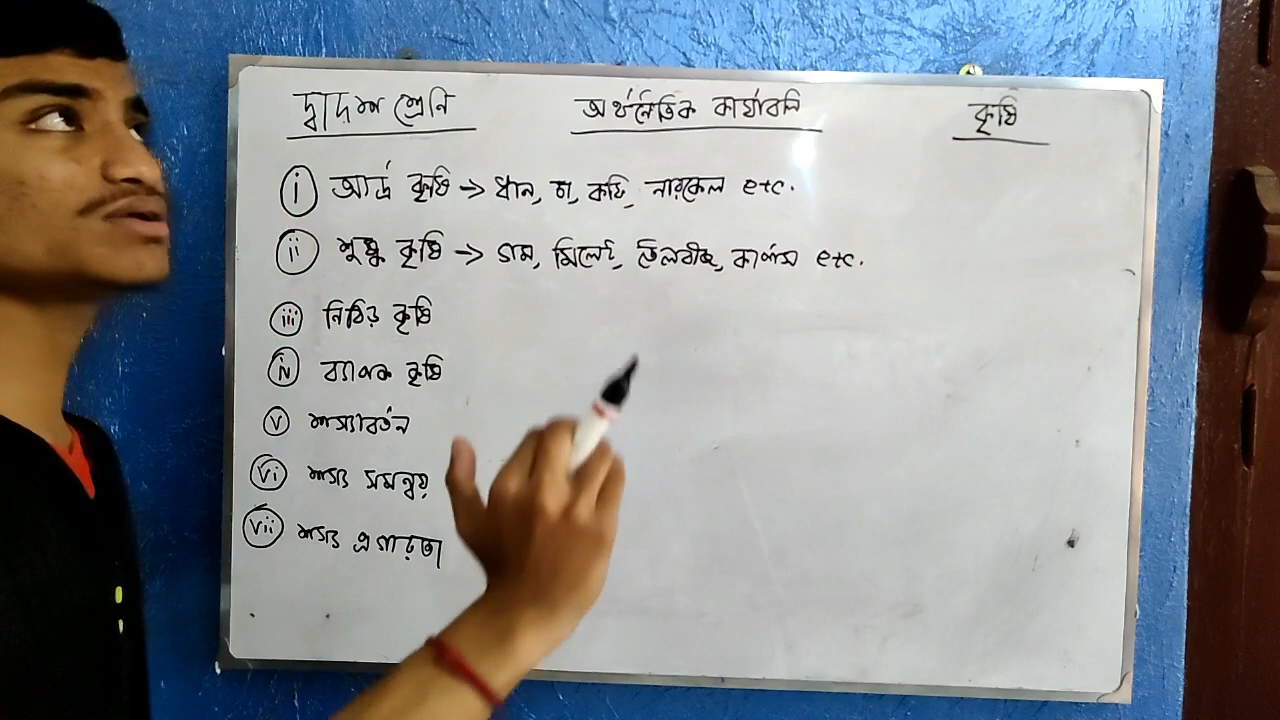 দ্বাদশ শ্রেণি অর্থনৈতিক কার্যাবলি কৃষি
i আর্দ্র কৃষি → ধান, চা, কফি, নারকেল etc.
ii শুষ্ক কৃষি → গম, মিলেট, তৈলবীজ, কার্পাস etc.
iii নিবিড় কৃষি
iv ব্যাপক কৃষি
v শস্যাবর্তন
vi শস্য সমন্বয়
vii শস্য প্রগাঢ়তা